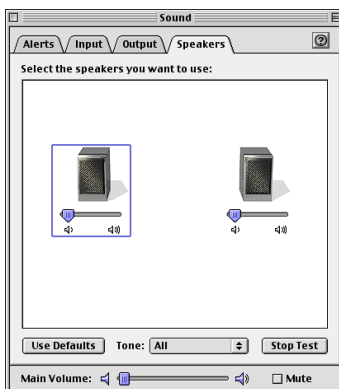 Sound
Alerts Input Output Speakers ?
Select the speakers you want to use:
Use Defaults Tone: All Stop Test
Main Volume: Mute